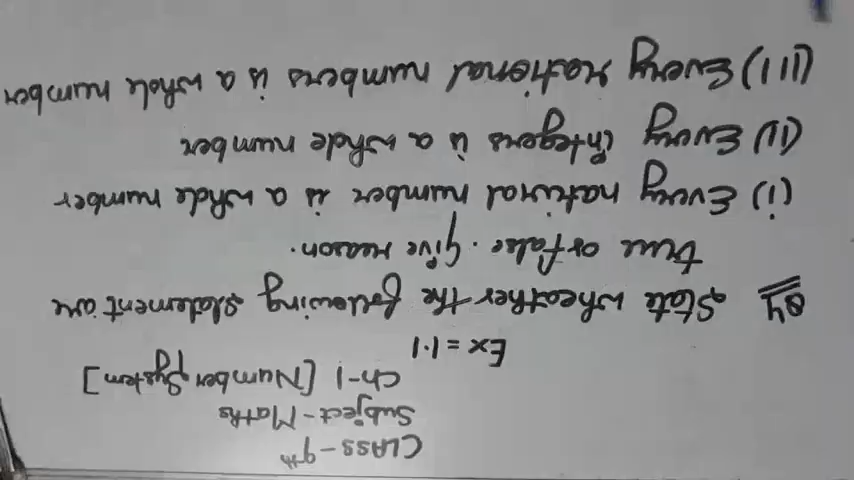 CLASS-9th
Subject-Maths
Ch-1 [Number System]
Ex=1.1
Q4 State wheather the following statement are
true or false. Give reason.
(i) Every natural number is a whole number
(ii) Every integers is a whole number
(iii) Every rational numbers is a whole number